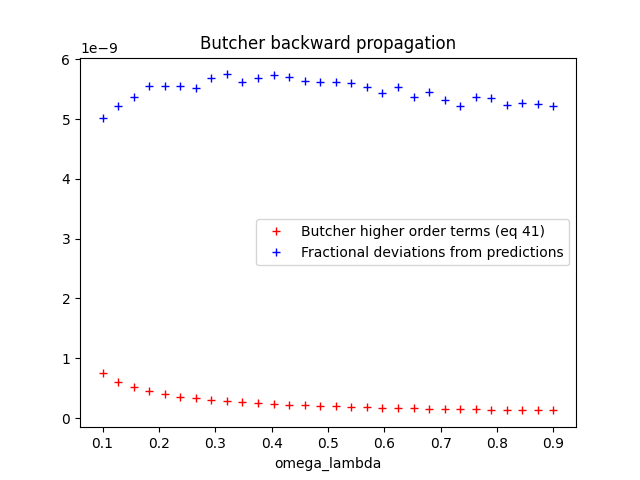 Butcher backward propagation
1e−9
6
5
4
3
2
1
0
Butcher higher order terms (eq 41)
Fractional deviations from predictions
0.1 0.2 0.3 0.4 0.5 0.6 0.7 0.8 0.9
omega_lambda